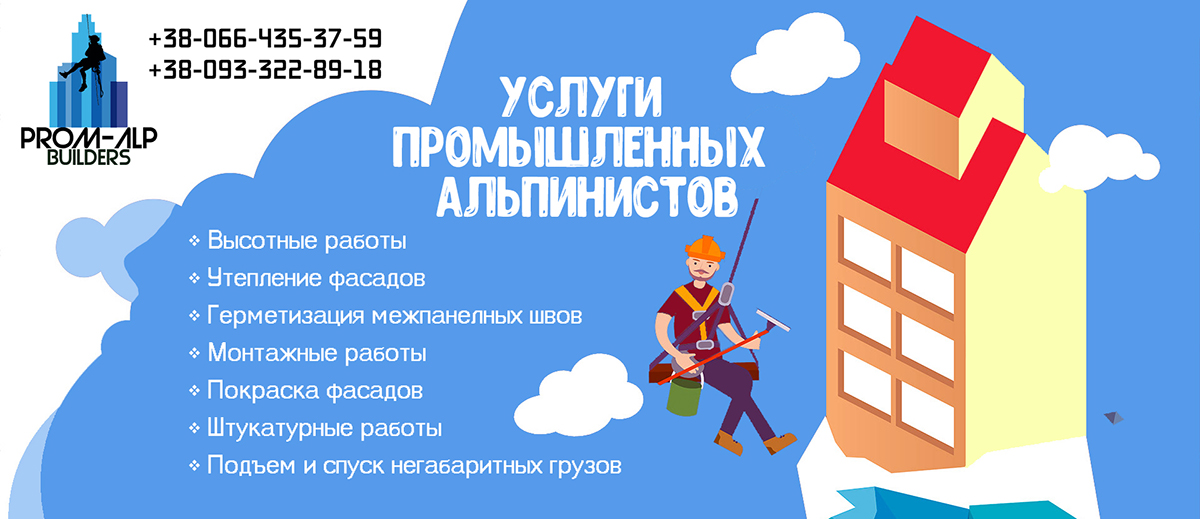 +38-066-435-37-59
+38-093-322-89-18
PROM-ALP
BUILDERS
УСЛУГИ
ПРОМЫШЛЕННЫХ
АЛЬПИНИСТОВ
❖ Высотные работы
❖ Утепление фасадов
❖ Герметизация межпанелных швов
❖ Монтажные работы
❖ Покраска фасадов
❖ Штукатурные работы
❖ Подъем и спуск негабаритных грузов